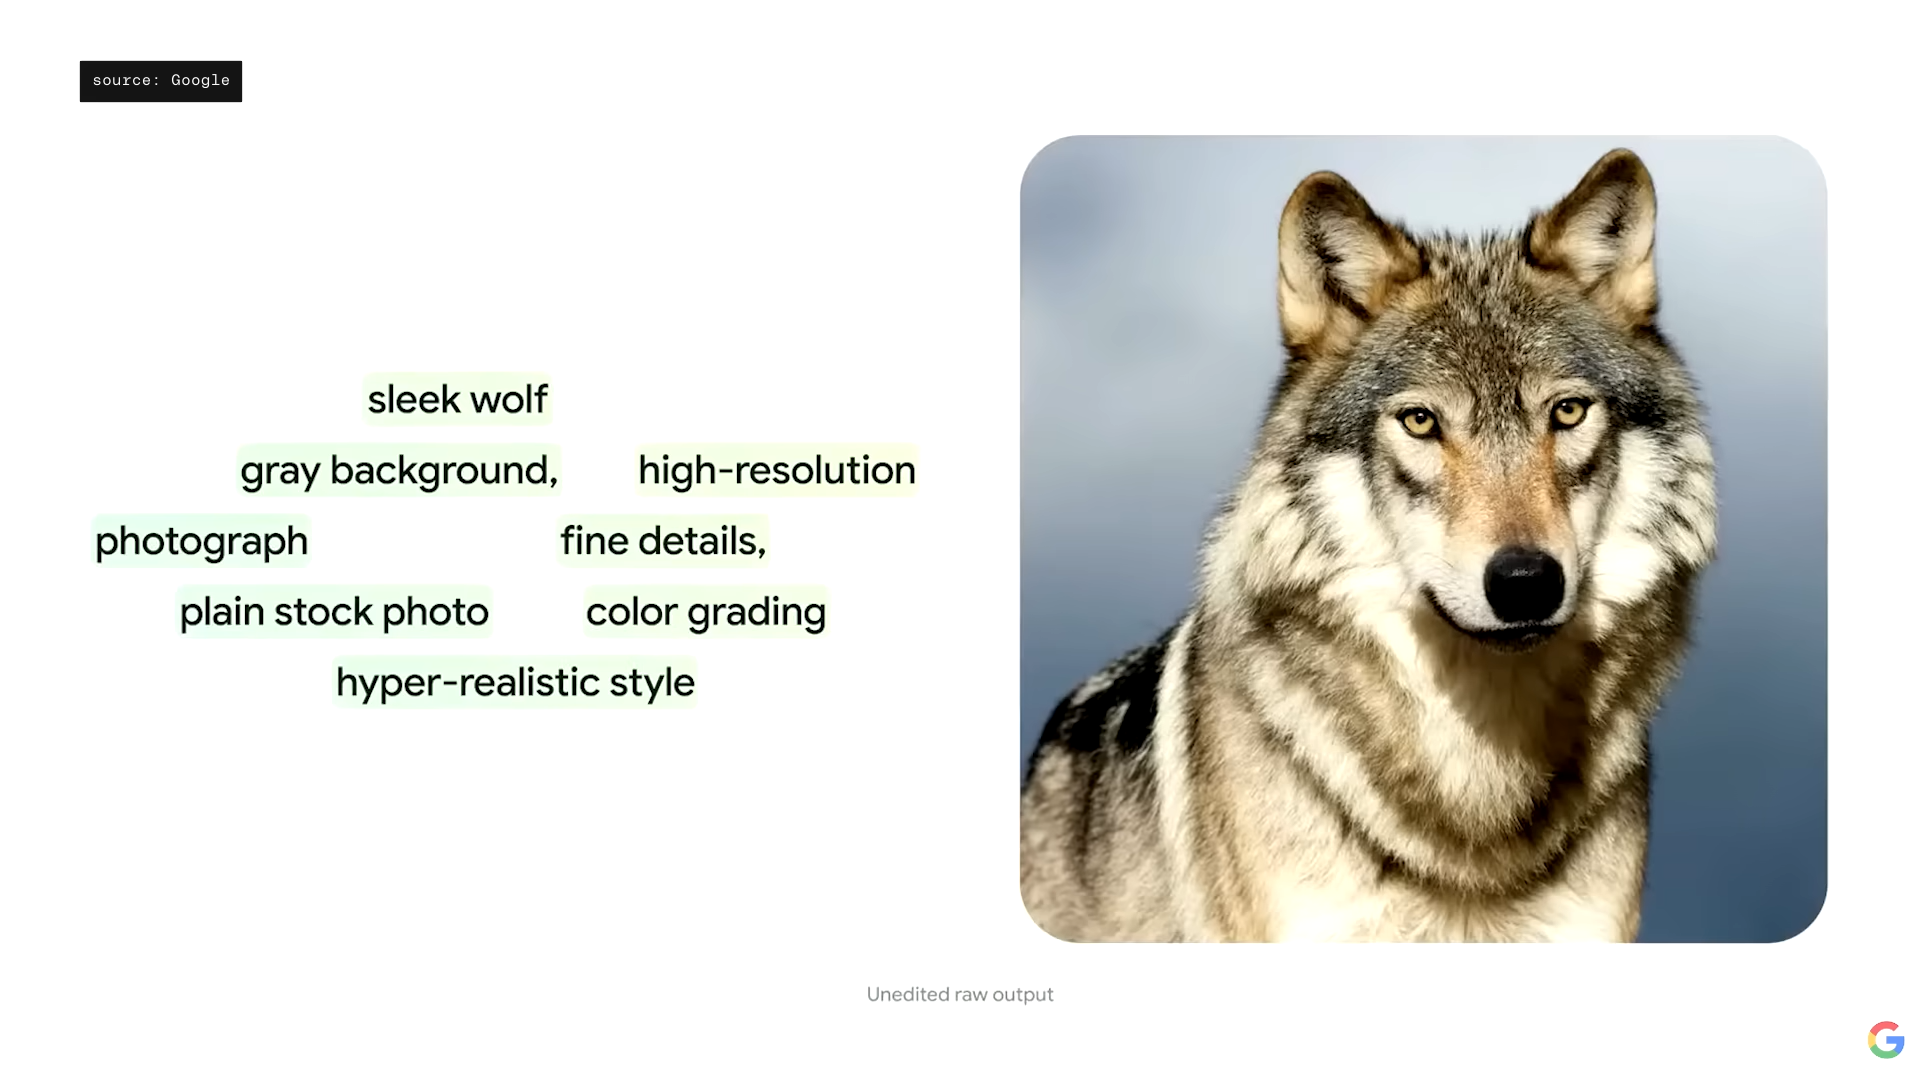 source: Google
sleek wolf
gray background, high-resolution
photograph fine details,
plain stock photo color grading
hyper-realistic style
Unedited raw output